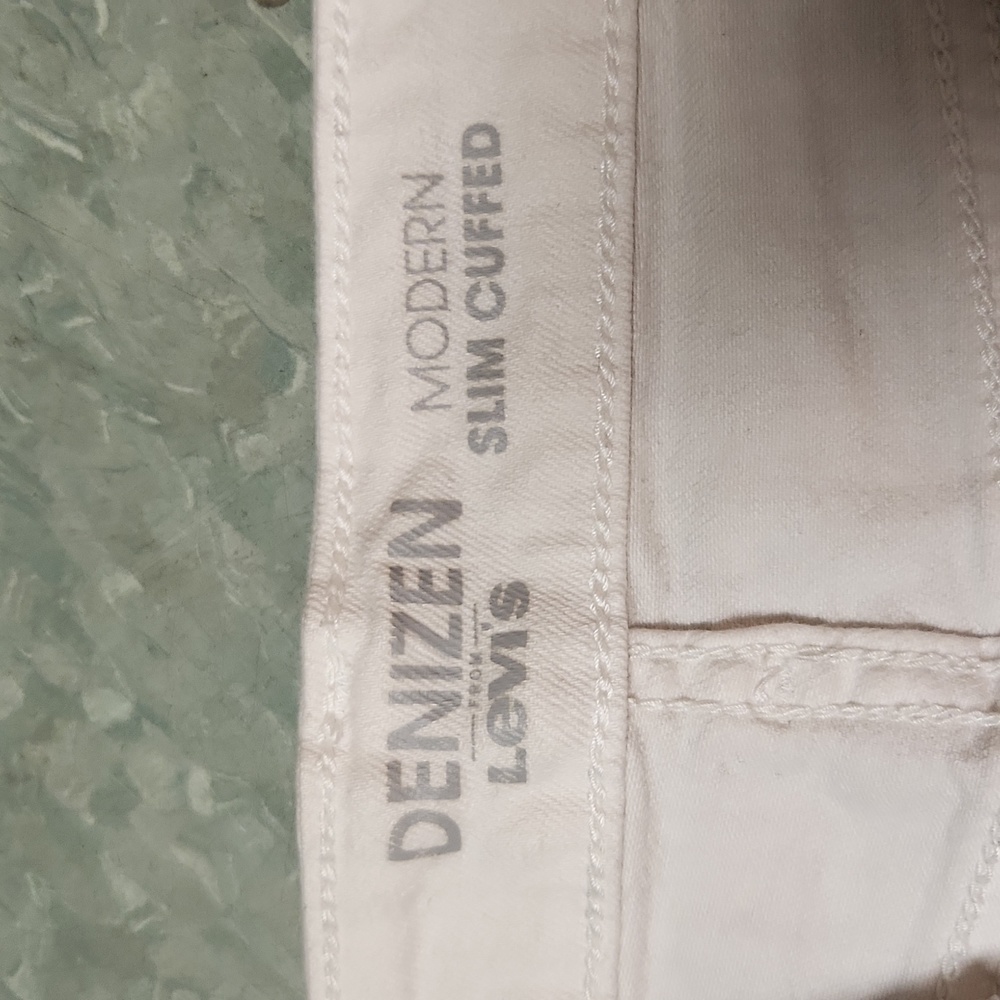 DENIZEN
FROM
Levi's
MODERN
SLIM CUFFED